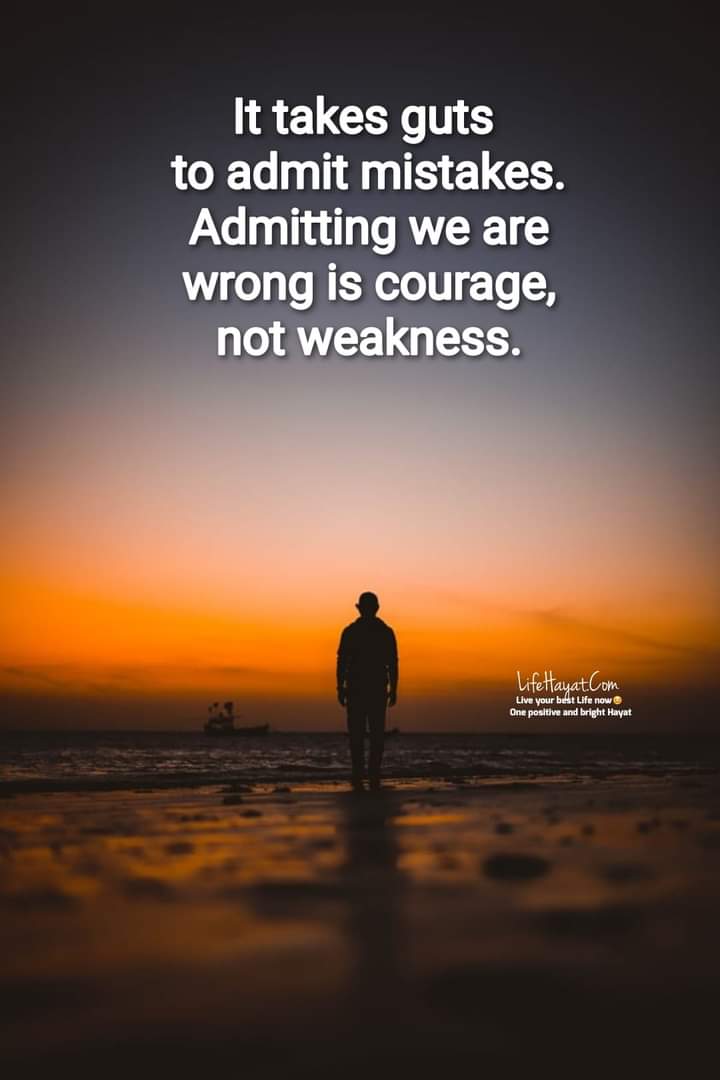 It takes guts
to admit mistakes.
Admitting we are
wrong is courage,
not weakness.
LifeHayat.Com
Live your best Life now😊
One positive and bright Hayat